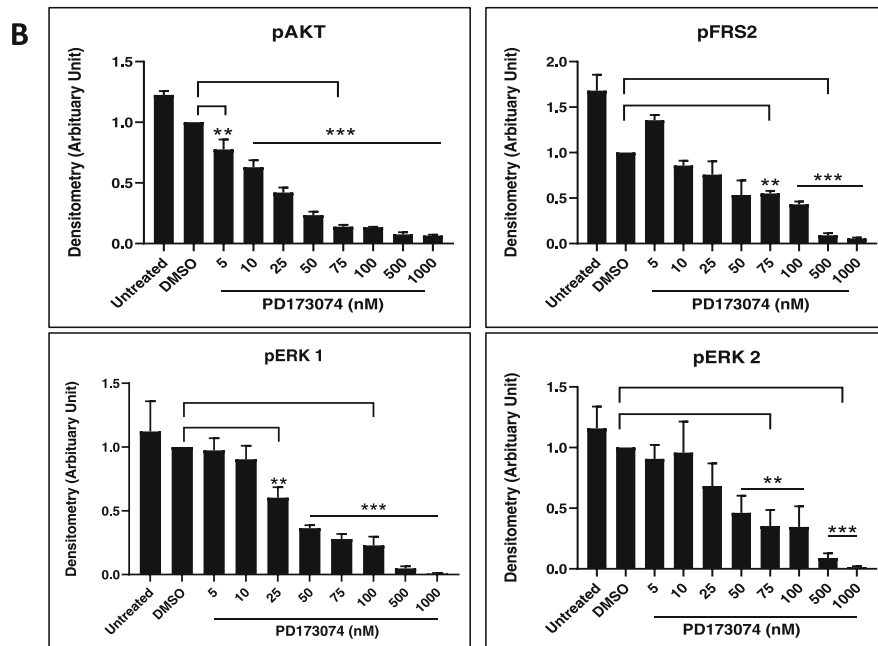 B
pAKT
Densitometry (Arbituary Unit)
1.5
1.0
0.5
0.0
**
***
Untreated
DMSO
5
10
25
50
75
100
500
1000
PD173074 (nM)
pFRS2
Densitometry (Arbituary Unit)
2.0
1.5
1.0
0.5
0.0
**
***
Untreated
DMSO
5
10
25
50
75
100
500
1000
PD173074 (nM)
pERK 1
Densitometry (Arbituary Unit)
1.5
1.0
0.5
0.0
**
***
Untreated
DMSO
5
10
25
50
75
100
500
1000
PD173074 (nM)
pERK 2
Densitometry (Arbituary Unit)
1.5
1.0
0.5
0.0
**
***
Untreated
DMSO
5
10
25
50
75
100
500
1000
PD173074 (nM)